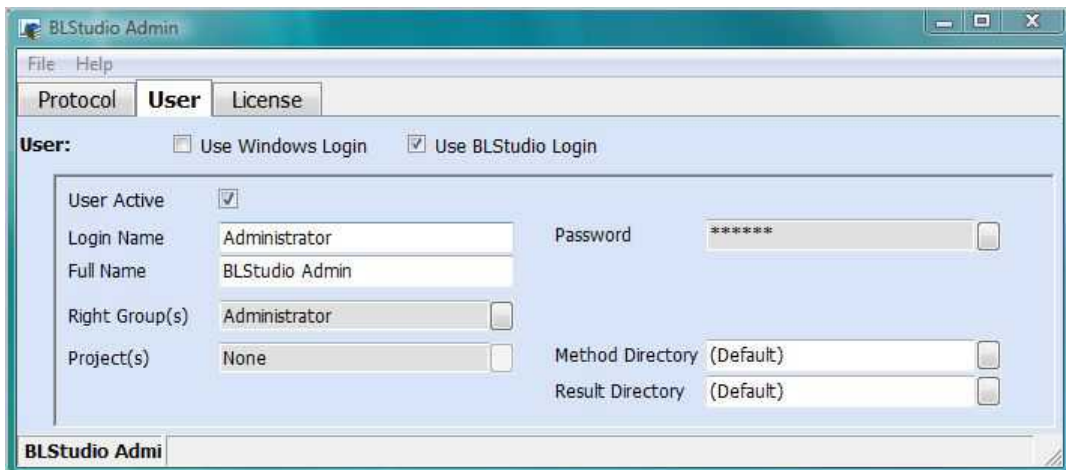 BLStudio Admin
File Help
Protocol User License
User: Use Windows Login Use BLStudio Login
User Active
Login Name Administrator Password ******
Full Name BLStudio Admin
Right Group(s) Administrator
Project(s) None Method Directory (Default)
Result Directory (Default)
BLStudio Admi